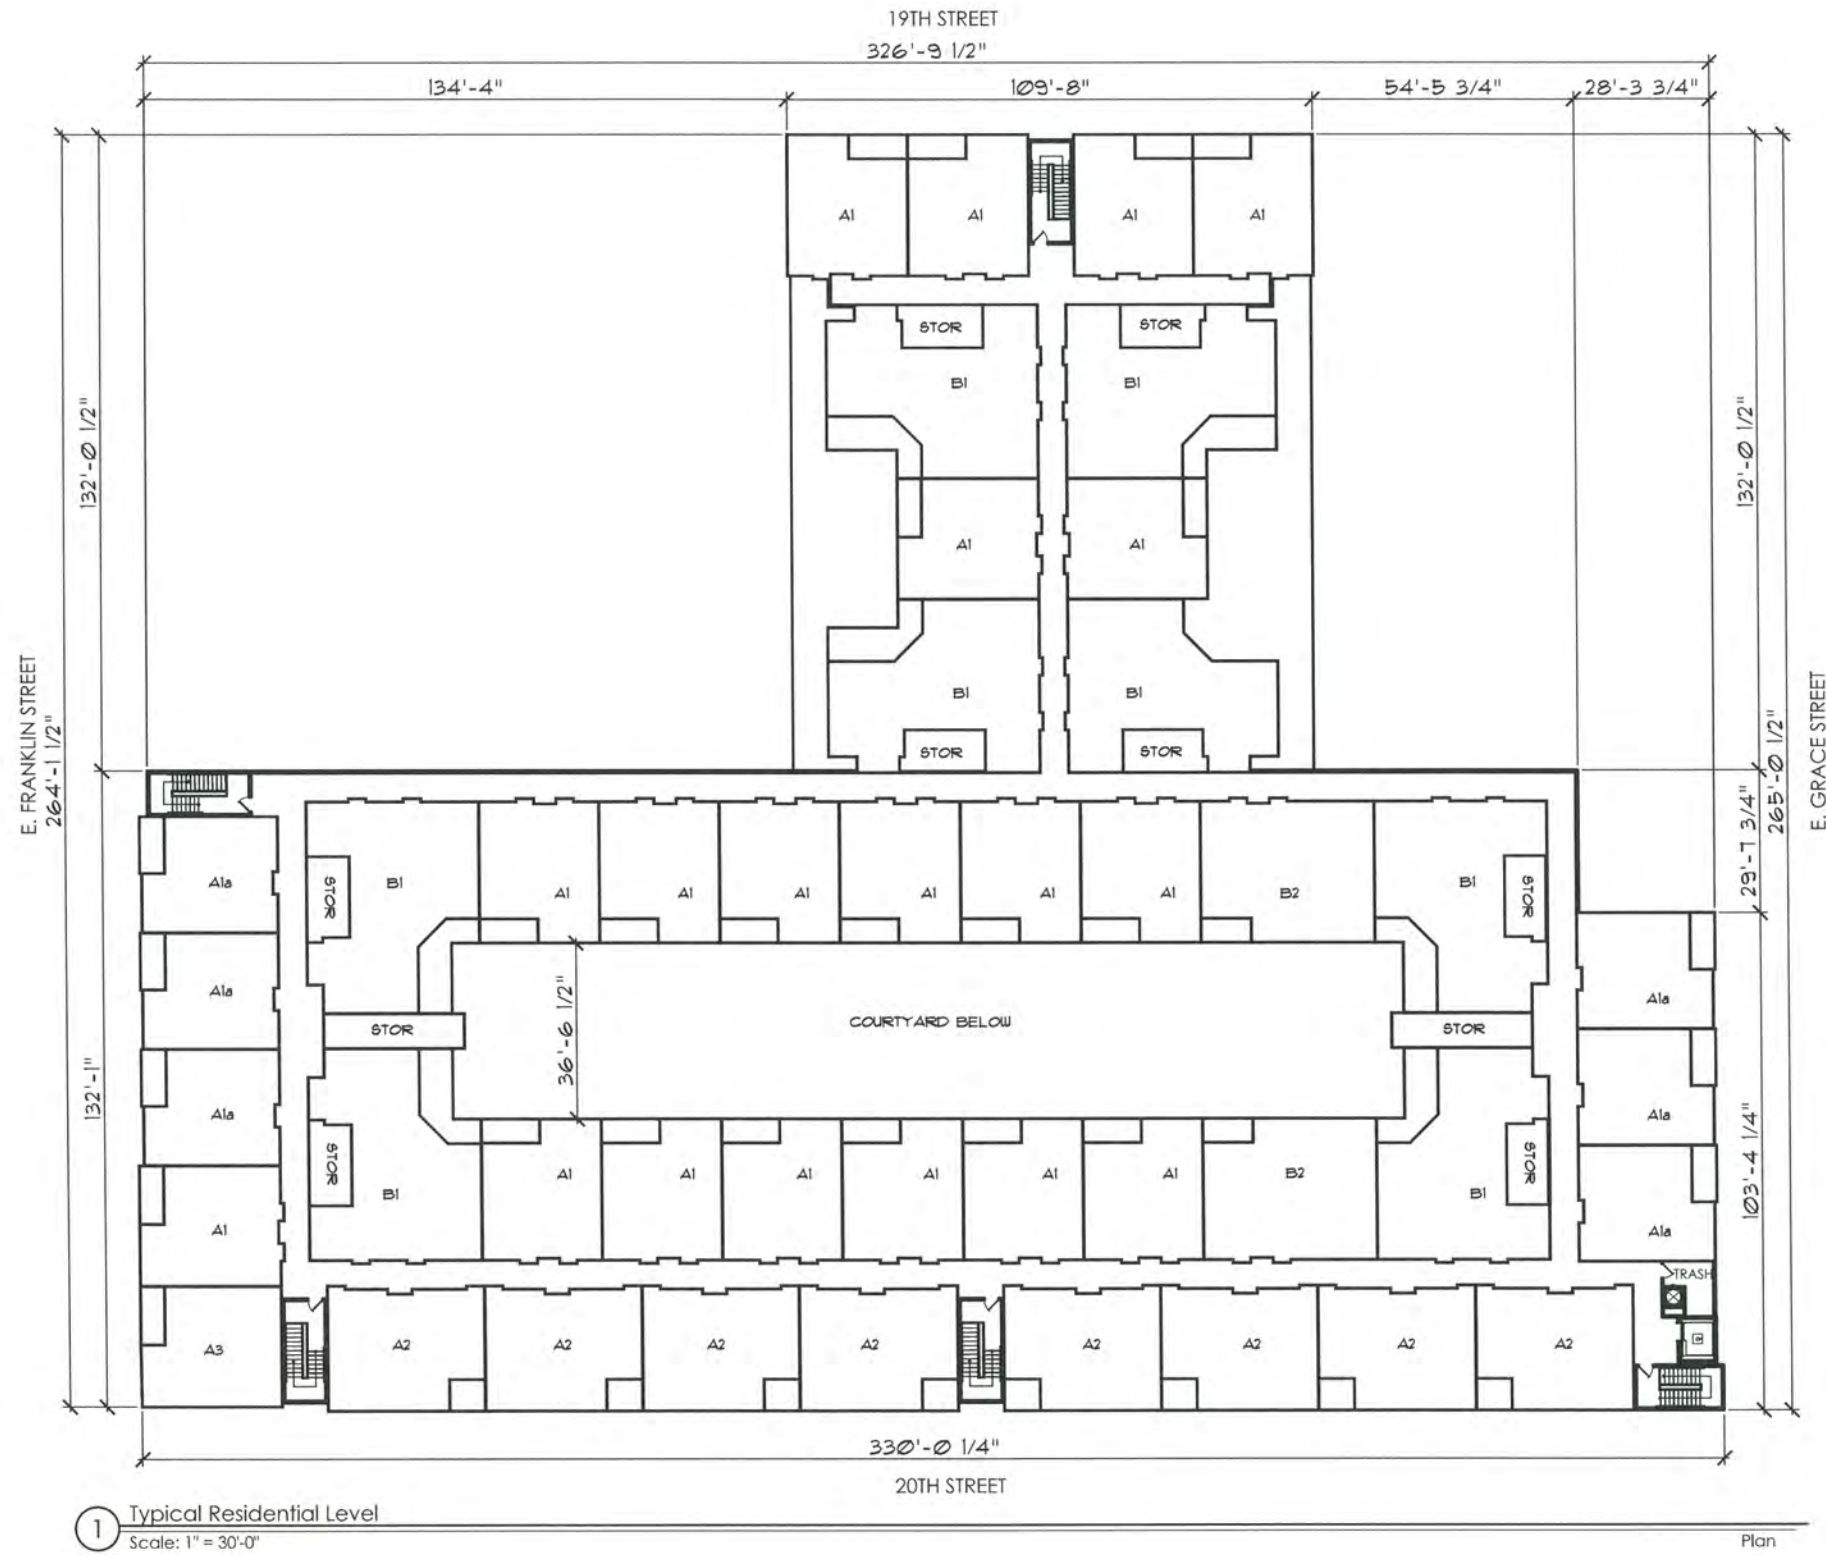 19TH STREET
326'-9 1/2"
134'-4"
109'-8"
54'-5 3/4"
28'-3 3/4"
A1
A1
A1
A1
STOR
STOR
B1
B1
132'-0 1/2"
132'-0 1/2"
A1
A1
B1
B1
STOR
STOR
E. FRANKLIN STREET
264'-1 1/2"
E. GRACE STREET
265'-0 1/2"
29'-7 3/4"
A1a
STOR
B1
A1
A1
A1
A1
A1
A1
B2
B1
STOR
A1a
A1a
STOR
36'-6 1/2"
COURTYARD BELOW
STOR
132'-1"
A1a
A1a
103'-4 1/4"
STOR
B1
A1
A1
A1
A1
A1
A1
B2
B1
STOR
A1
A1a
TRASH
A3
A2
A2
A2
A2
A2
A2
A2
A2
330'-0 1/4"
20TH STREET
1
Typical Residential Level
Scale: 1" = 30'-0"
Plan